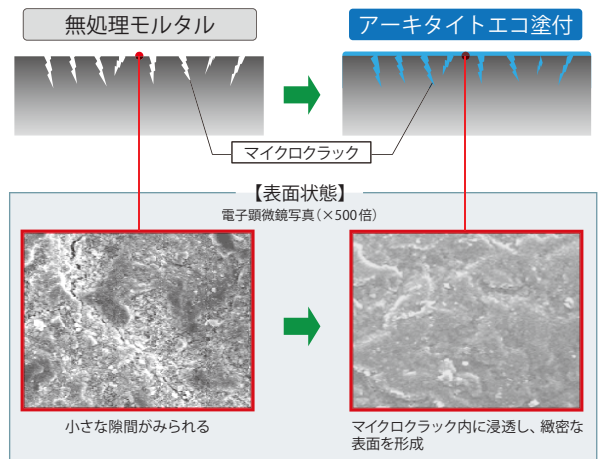 無処理モルタル
アーキタイトエコ塗付
マイクロクラック
【表面状態】
電子顕微鏡写真(×500倍)
小さな隙間がみられる
マイクロクラック内に浸透し、緻密な
表面を形成